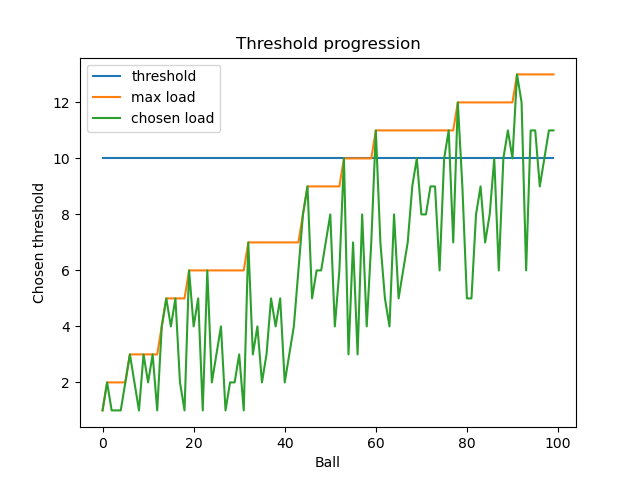 Threshold progression
threshold
max load
chosen load
12
10
8
6
4
2
Chosen threshold
0 20 40 60 80 100
Ball